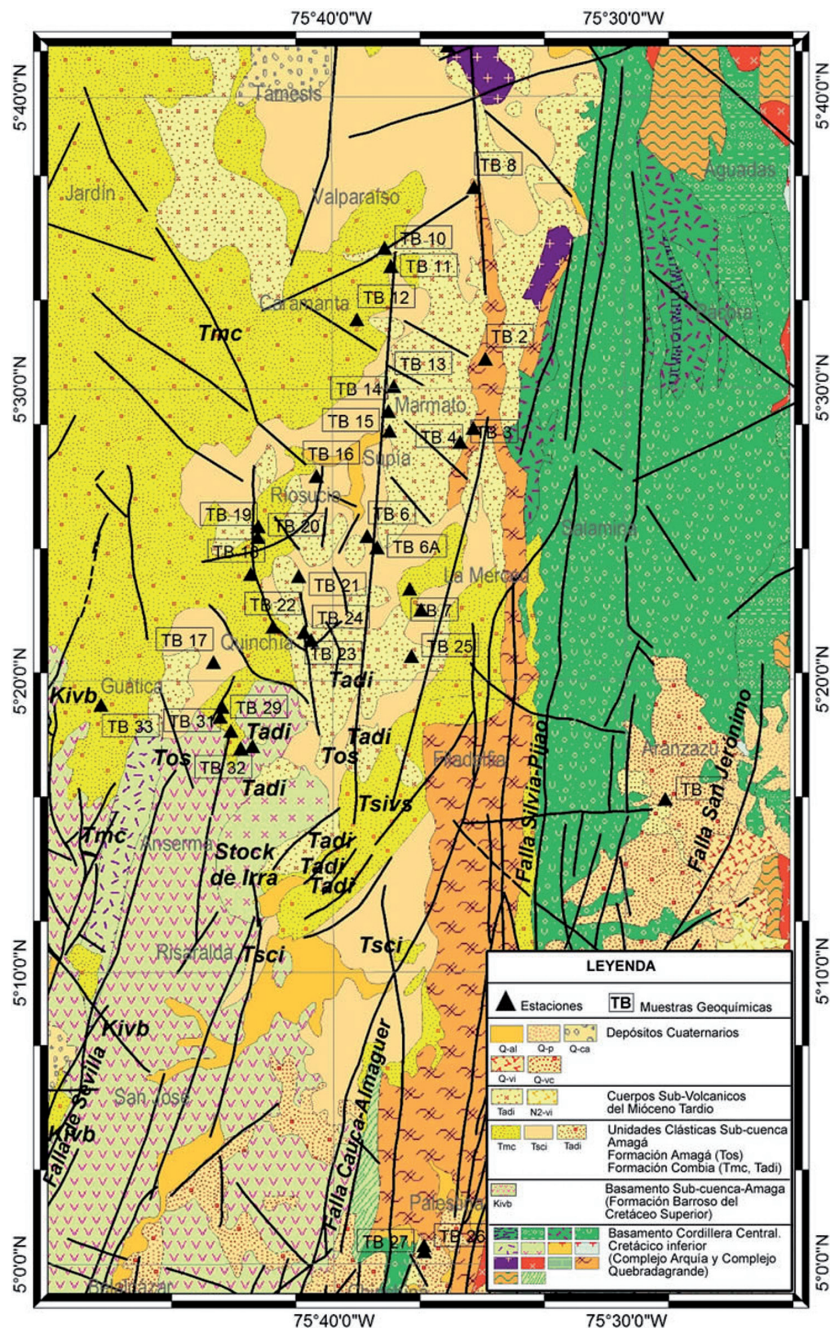 75°40'0"W 75°30'0"W
5°40'0"N 5°40'0"N
Támesis
Aguadas
TB 8
Jardín
Valparaíso
TB 10
TB 11
Caramanta
TB 12
Pácora
Tmc
TB 2
TB 13
5°30'0"N 5°30'0"N
TB 14
Marmato
TB 15
TB 4 TB 3
TB 16
Supía
Riosucio
TB 19 TB 20
TB 6
Salamina
TB 18
TB 6A
La Merced
TB 21
TB 22
TB 24
TB 7
TB 17
Quinchía
TB 23
TB 25
5°20'0"N 5°20'0"N
Tadi
Kivb
Guática
TB 29
TB 33
TB 31
Tadi
Tadi
Tos
Tos
Filadelfia
Aranzazu
TB 32
Tadi
TB
Tsivs
Falla Silvia-Pijao
Falla San Jerónimo
Tmc
Anserma
Stock
de Irra
Tadi
Tadi
Tadi
Risaralda
Tsci
Tsci
5°10'0"N 5°10'0"N
Kivb
San José
Falla de Sevilla
Kivb
Falla Cauca-Almaguer
Palestina
TB 27
TB 26
5°0'0"N 5°0'0"N
Belalcázar
75°40'0"W 75°30'0"W
LEYENDA
Estaciones TB Muestras Geoquímicas
Depósitos Cuaternarios
Q-al Q-p Q-ca
Q-vi Q-vc
Cuerpos Sub-Volcanicos
del Mióceno Tardio
Tadi N2-vi
Unidades Clásticas Sub-cuenca
Amagá
Tmc Tsci Tadi
Formación Amagá (Tos)
Formación Combia (Tmc, Tadi)
Basamento Sub-cuenca-Amaga
(Formación Barroso del
Cretáceo Superior)
Kivb
Basamento Cordillera Central.
Cretácico inferior
(Complejo Arquía y Complejo
Quebradagrande)